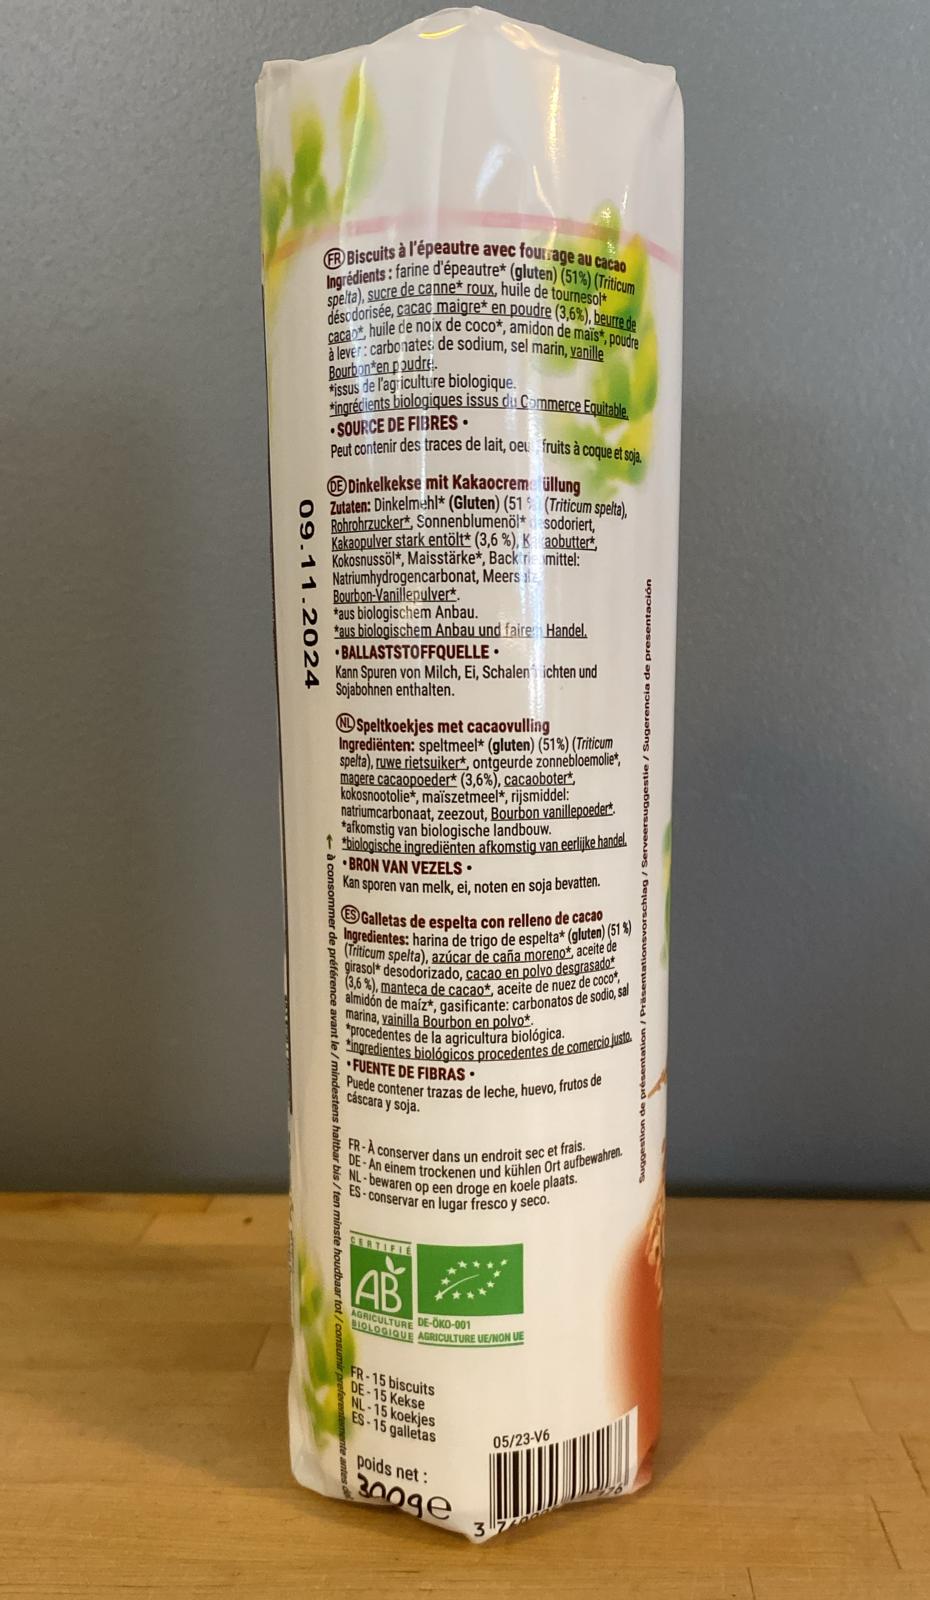 FR Biscuits à l'épeautre avec fourrage au cacao
Ingrédients : farine d'épeautre* (gluten) (51%) (Triticum
spelta), sucre de canne* roux, huile de tournesol*
désodorisée, cacao maigre* en poudre (3,6%), beurre de
cacao*, huile de noix de coco*, amidon de maïs*, poudre
à lever : carbonates de sodium, sel marin, vanille
Bourbon*en poudre.
*issus de l'agriculture biologique.
*ingrédients biologiques issus du Commerce Equitable.
• SOURCE DE FIBRES •
Peut contenir des traces de lait, oeuf, fruits à coque et soja.
DE Dinkelkekse mit Kakaocremefüllung
Zutaten: Dinkelmehl* (Gluten) (51 %) (Triticum spelta),
Rohrohrzucker*, Sonnenblumenöl* desodoriert,
Kakaopulver stark entölt* (3,6 %), Kakaobutter*,
Kokosnussöl*, Maisstärke*, Backtriebmittel:
Natriumhydrogencarbonat, Meersalz,
Bourbon-Vanillepulver*.
*aus biologischem Anbau.
*aus biologischem Anbau und fairem Handel.
• BALLASTSTOFFQUELLE •
Kann Spuren von Milch, Ei, Schalenfrüchten und
Sojabohnen enthalten.
NL Speltkoekjes met cacaovulling
Ingrediënten: speltmeel* (gluten) (51%) (Triticum
spelta), ruwe rietsuiker*, ontgeurde zonnebloemolie*,
magere cacaopoeder* (3,6%), cacaoboter*,
kokosnootolie*, maïszetmeel*, rijsmiddel:
natriumcarbonaat, zeezout, Bourbon vanillepoeder*.
*afkomstig van biologische landbouw.
*biologische ingrediënten afkomstig van eerlijke handel.
• BRON VAN VEZELS •
Kan sporen van melk, ei, noten en soja bevatten.
ES Galletas de espelta con relleno de cacao
Ingredientes: harina de trigo de espelta* (gluten) (51 %)
(Triticum spelta), azúcar de caña moreno*, aceite de
girasol* desodorizado, cacao en polvo desgrasado*
(3,6 %), manteca de cacao*, aceite de nuez de coco*,
almidón de maíz*, gasificante: carbonatos de sodio, sal
marina, vainilla Bourbon en polvo*.
*procedentes de la agricultura biológica.
*ingredientes biológicos procedentes de comercio justo.
• FUENTE DE FIBRAS •
Puede contener trazas de leche, huevo, frutos de
cáscara y soja.
FR - À conserver dans un endroit sec et frais.
DE - An einem trockenen und kühlen Ort aufbewahren.
NL - bewaren op een droge en koele plaats.
ES - conservar en lugar fresco y seco.
CERTIFIÉ
AB
AGRICULTURE
BIOLOGIQUE
DE-ÖKO-001
AGRICULTURE UE/NON UE
FR - 15 biscuits
DE - 15 Kekse
NL - 15 koekjes
ES - 15 galletas
poids net :
300g e
05/23-V6
09.11.2024
← à consommer de préférence avant le / mindestens haltbar bis / ten minste houdbaar tot / consumir preferentemente antes
Suggestion de présentation / Präsentationsvorschlag / Serveersuggestie / Sugerencia de presentación